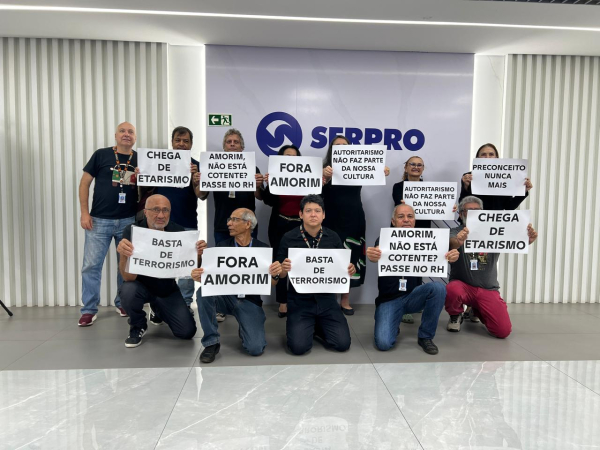 SERPRO
CHEGA DE
ETARISMO
AMORIM,
NÃO ESTÁ
COTENTE?
PASSE NO RH
FORA
AMORIM
AUTORITARISMO
NÃO FAZ PARTE
DA NOSSA
CULTURA
AUTORITARISMO
NÃO FAZ PARTE
DA NOSSA
CULTURA
PRECONCEITO
NUNCA
MAIS
BASTA
DE
TERRORISMO
FORA
AMORIM
BASTA
DE
TERRORISMO
AMORIM,
NÃO ESTÁ
COTENTE?
PASSE NO RH
CHEGA DE
ETARISMO